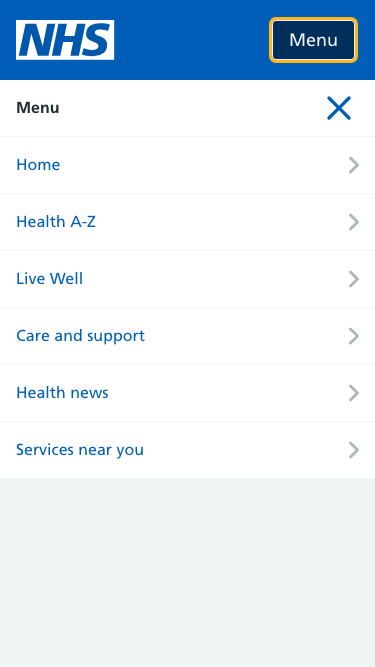 NHS
Menu
Menu
Home
Health A-Z
Live Well
Care and support
Health news
Services near you